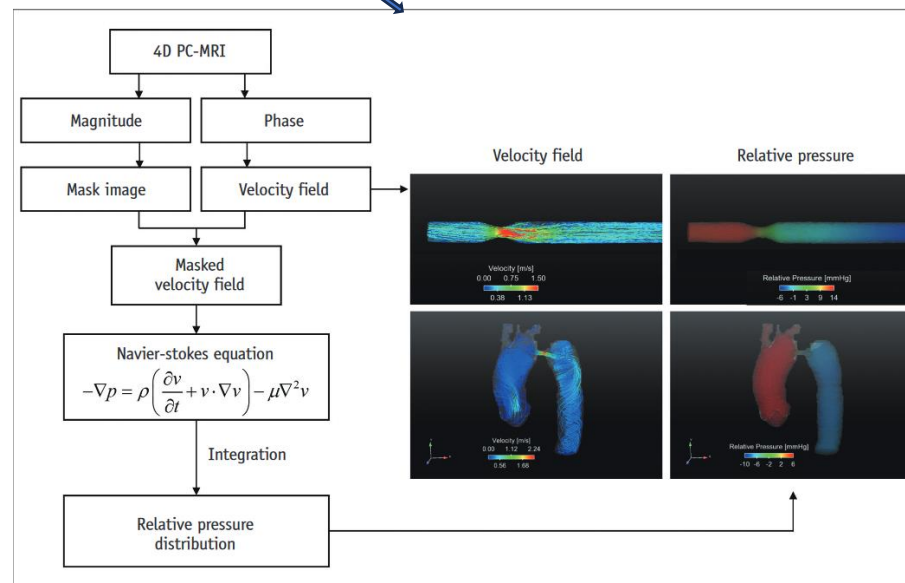 4D PC-MRI
Magnitude
Phase
Mask image
Velocity field
Masked
velocity field
Navier-stokes equation
−∇p = ρ(∂v/∂t + v · ∇v) − μ∇²v
Integration
Relative pressure
distribution
Velocity field
Relative pressure
Velocity [m/s]
0.00 0.75 1.50
0.38 1.13
Relative Pressure [mmHg]
-6 -1 3 9 14
Velocity [m/s]
0.00 1.12 2.24
0.56 1.68
Relative Pressure [mmHg]
-10 -6 -2 2 6